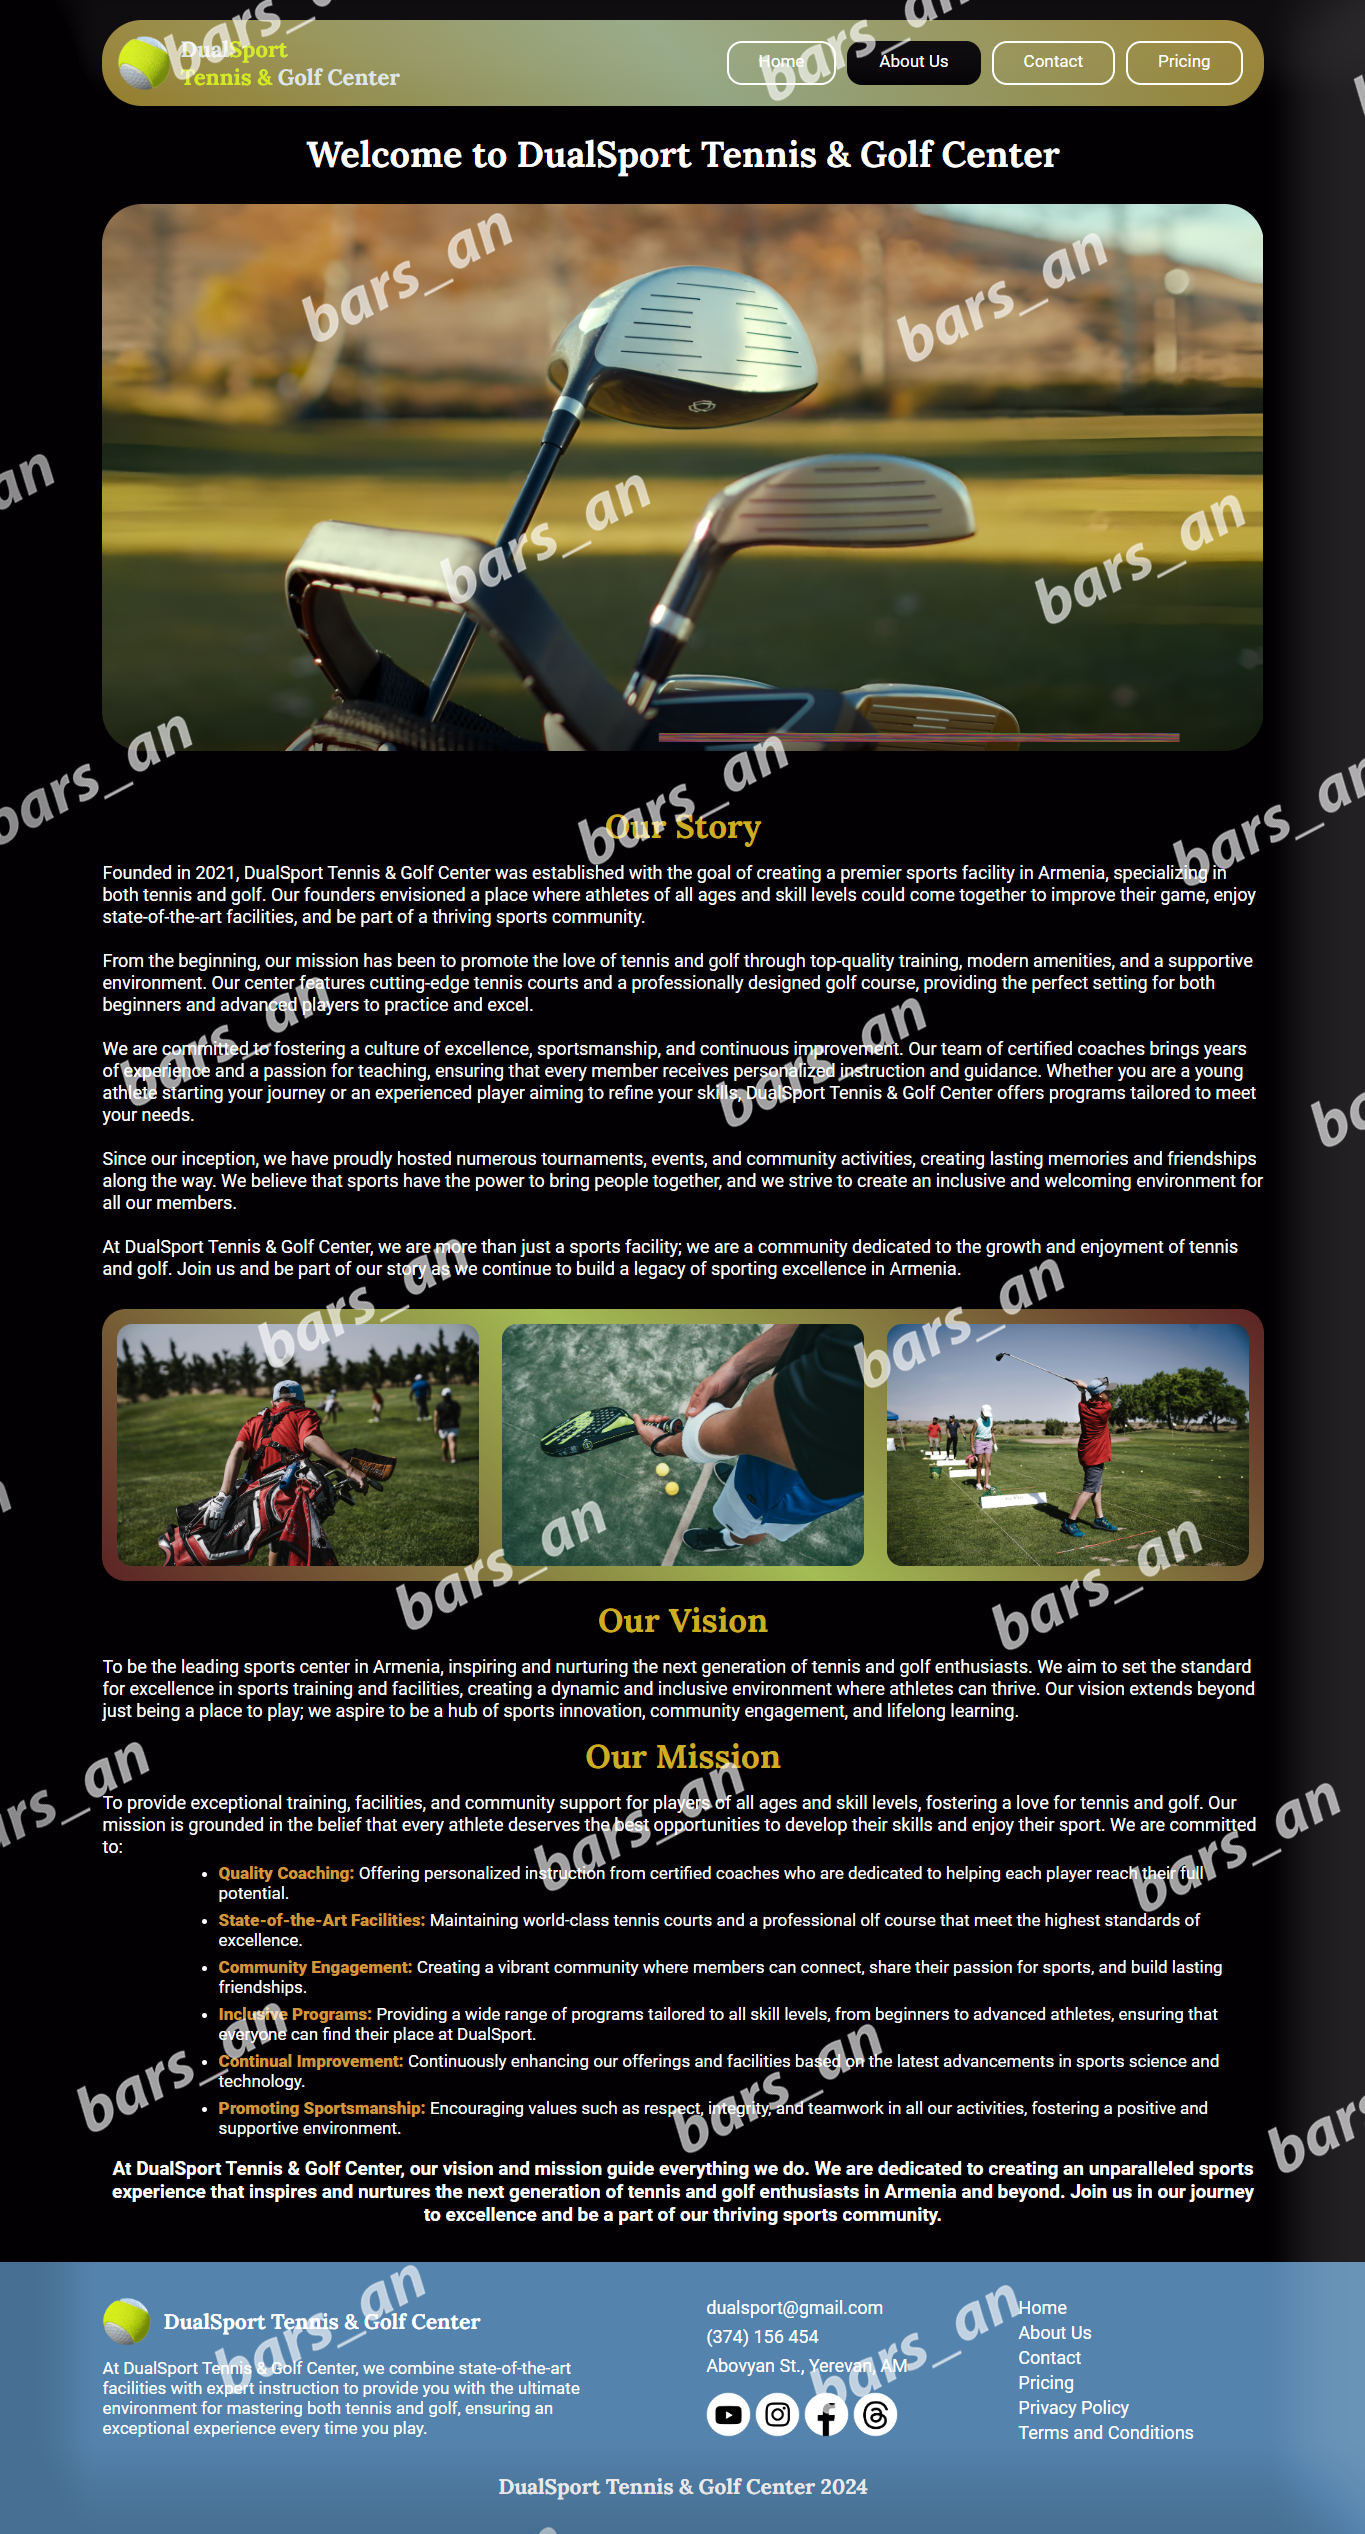 DualSport
Tennis & Golf Center
Home
About Us
Contact
Pricing
Welcome to DualSport Tennis & Golf Center
Our Story
Founded in 2021, DualSport Tennis & Golf Center was established with the goal of creating a premier sports facility in Armenia, specializing in
both tennis and golf. Our founders envisioned a place where athletes of all ages and skill levels could come together to improve their game, enjoy
state-of-the-art facilities, and be part of a thriving sports community.
From the beginning, our mission has been to promote the love of tennis and golf through top-quality training, modern amenities, and a supportive
environment. Our center features cutting-edge tennis courts and a professionally designed golf course, providing the perfect setting for both
beginners and advanced players to practice and excel.
We are committed to fostering a culture of excellence, sportsmanship, and continuous improvement. Our team of certified coaches brings years
of experience and a passion for teaching, ensuring that every member receives personalized instruction and guidance. Whether you are a young
athlete starting your journey or an experienced player aiming to refine your skills, DualSport Tennis & Golf Center offers programs tailored to meet
your needs.
Since our inception, we have proudly hosted numerous tournaments, events, and community activities, creating lasting memories and friendships
along the way. We believe that sports have the power to bring people together, and we strive to create an inclusive and welcoming environment for
all our members.
At DualSport Tennis & Golf Center, we are more than just a sports facility; we are a community dedicated to the growth and enjoyment of tennis
and golf. Join us and be part of our story as we continue to build a legacy of sporting excellence in Armenia.
Our Vision
To be the leading sports center in Armenia, inspiring and nurturing the next generation of tennis and golf enthusiasts. We aim to set the standard
for excellence in sports training and facilities, creating a dynamic and inclusive environment where athletes can thrive. Our vision extends beyond
just being a place to play; we aspire to be a hub of sports innovation, community engagement, and lifelong learning.
Our Mission
To provide exceptional training, facilities, and community support for players of all ages and skill levels, fostering a love for tennis and golf. Our
mission is grounded in the belief that every athlete deserves the best opportunities to develop their skills and enjoy their sport. We are committed
to:
• Quality Coaching: Offering personalized instruction from certified coaches who are dedicated to helping each player reach their full
potential.
• State-of-the-Art Facilities: Maintaining world-class tennis courts and a professional olf course that meet the highest standards of
excellence.
• Community Engagement: Creating a vibrant community where members can connect, share their passion for sports, and build lasting
friendships.
• Inclusive Programs: Providing a wide range of programs tailored to all skill levels, from beginners to advanced athletes, ensuring that
everyone can find their place at DualSport.
• Continual Improvement: Continuously enhancing our offerings and facilities based on the latest advancements in sports science and
technology.
• Promoting Sportsmanship: Encouraging values such as respect, integrity, and teamwork in all our activities, fostering a positive and
supportive environment.
At DualSport Tennis & Golf Center, our vision and mission guide everything we do. We are dedicated to creating an unparalleled sports
experience that inspires and nurtures the next generation of tennis and golf enthusiasts in Armenia and beyond. Join us in our journey
to excellence and be a part of our thriving sports community.
DualSport Tennis & Golf Center
At DualSport Tennis & Golf Center, we combine state-of-the-art
facilities with expert instruction to provide you with the ultimate
environment for mastering both tennis and golf, ensuring an
exceptional experience every time you play.
dualsport@gmail.com
(374) 156 454
Abovyan St., Yerevan, AM
Home
About Us
Contact
Pricing
Privacy Policy
Terms and Conditions
DualSport Tennis & Golf Center 2024
bars_an